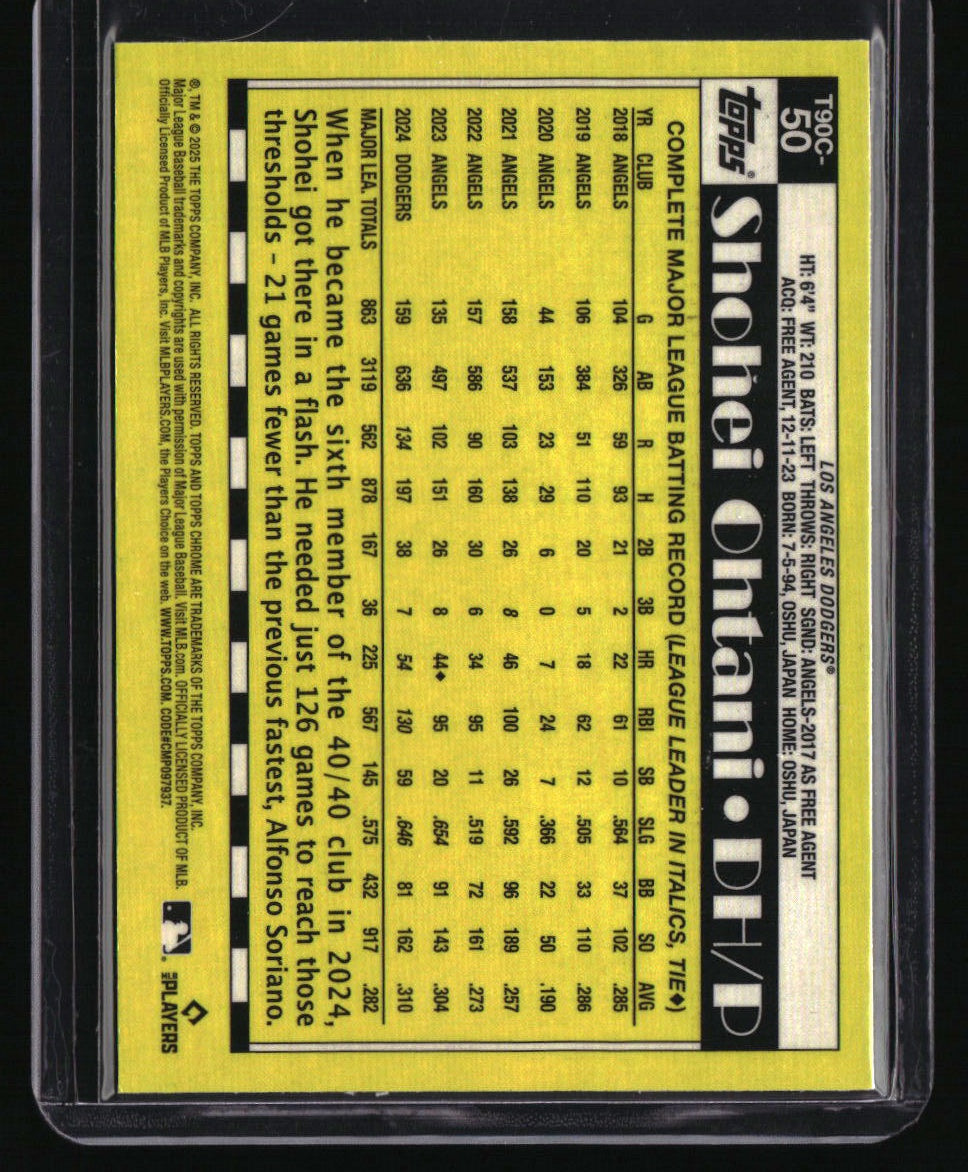 T90C-
50
LOS ANGELES DODGERS®
HT: 6'4" WT: 210 BATS: LEFT THROWS: RIGHT SGND: ANGELS-2017 AS FREE AGENT
ACQ: FREE AGENT, 12-11-23 BORN: 7-5-94, OSHU, JAPAN HOME: OSHU, JAPAN
topps® Shohei Ohtani • DH/P
COMPLETE MAJOR LEAGUE BATTING RECORD (LEAGUE LEADER IN ITALICS, TIE♦)
YR CLUB G AB R H 2B 3B HR RBI SB SLG BB SO AVG
2018 ANGELS 104 326 59 93 21 2 22 61 10 .564 37 102 .285
2019 ANGELS 106 384 51 110 20 5 18 62 12 .505 33 110 .286
2020 ANGELS 44 153 23 29 6 0 7 24 7 .366 22 50 .190
2021 ANGELS 158 537 103 138 26 8 46 100 26 .592 96 189 .257
2022 ANGELS 157 586 90 160 30 6 34 95 11 .519 72 161 .273
2023 ANGELS 135 497 102 151 26 8 44♦ 95 20 .654 91 143 .304
2024 DODGERS 159 636 134 197 38 7 54 130 59 .646 81 162 .310
MAJOR LEA. TOTALS 863 3119 562 878 167 36 225 567 145 .575 432 917 .282
When he became the sixth member of the 40/40 club in 2024,
Shohei got there in a flash. He needed just 126 games to reach those
thresholds – 21 games fewer than the previous fastest, Alfonso Soriano.
®, TM & © 2025 THE TOPPS COMPANY, INC. ALL RIGHTS RESERVED. TOPPS AND TOPPS CHROME ARE TRADEMARKS OF THE TOPPS COMPANY, INC.
Major League Baseball trademarks and copyrights are used with permission of Major League Baseball. Visit MLB.com. OFFICIALLY LICENSED PRODUCT OF MLB.
Officially Licensed Product of MLB Players, Inc. Visit MLBPLAYERS.COM, the Players Choice on the web. WWW.TOPPS.COM. CODE#CMP097937.
MLB PLAYERS